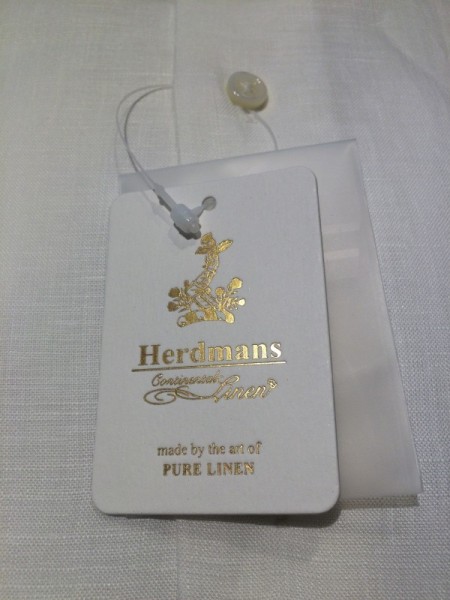 Herdmans
Continental Linen®
made by the art of
PURE LINEN